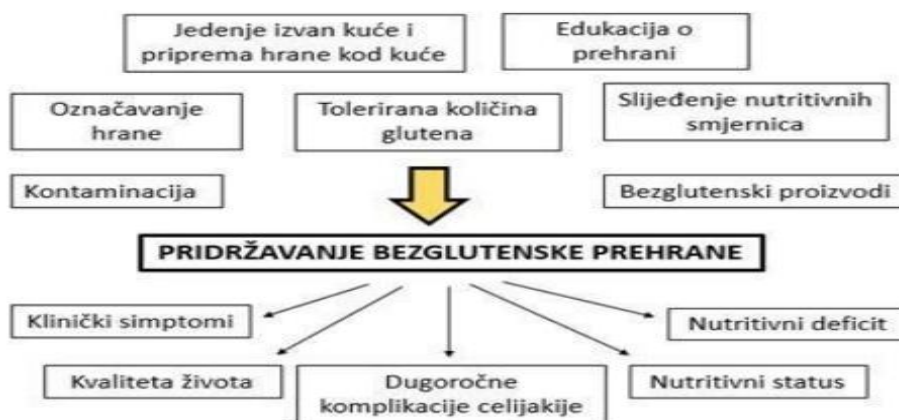 Jedenje izvan kuće i
priprema hrane kod kuće
Edukacija o
prehrani
Označavanje
hrane
Tolerirana količina
glutena
Slijeđenje nutritivnih
smjernica
Kontaminacija
Bezglutenski proizvodi
PRIDRŽAVANJE BEZGLUTENSKE PREHRANE
Klinički simptomi
Nutritivni deficit
Kvaliteta života
Dugoročne
komplikacije celijakije
Nutritivni status